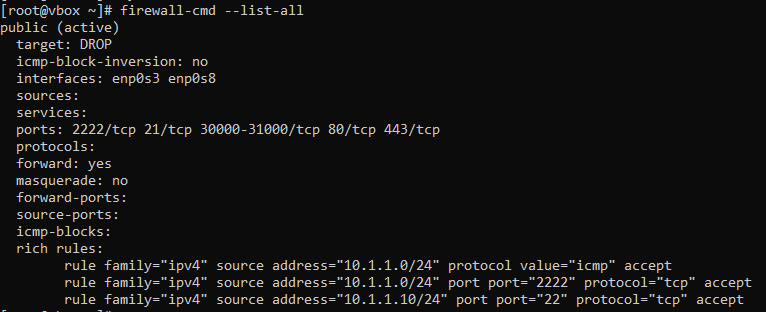 [root@vbox ~]# firewall-cmd --list-all
public (active)
  target: DROP
  icmp-block-inversion: no
  interfaces: enp0s3 enp0s8
  sources:
  services:
  ports: 2222/tcp 21/tcp 30000-31000/tcp 80/tcp 443/tcp
  protocols:
  forward: yes
  masquerade: no
  forward-ports:
  source-ports:
  icmp-blocks:
  rich rules:
        rule family="ipv4" source address="10.1.1.0/24" protocol value="icmp" accept
        rule family="ipv4" source address="10.1.1.0/24" port port="2222" protocol="tcp" accept
        rule family="ipv4" source address="10.1.1.10/24" port port="22" protocol="tcp" accept